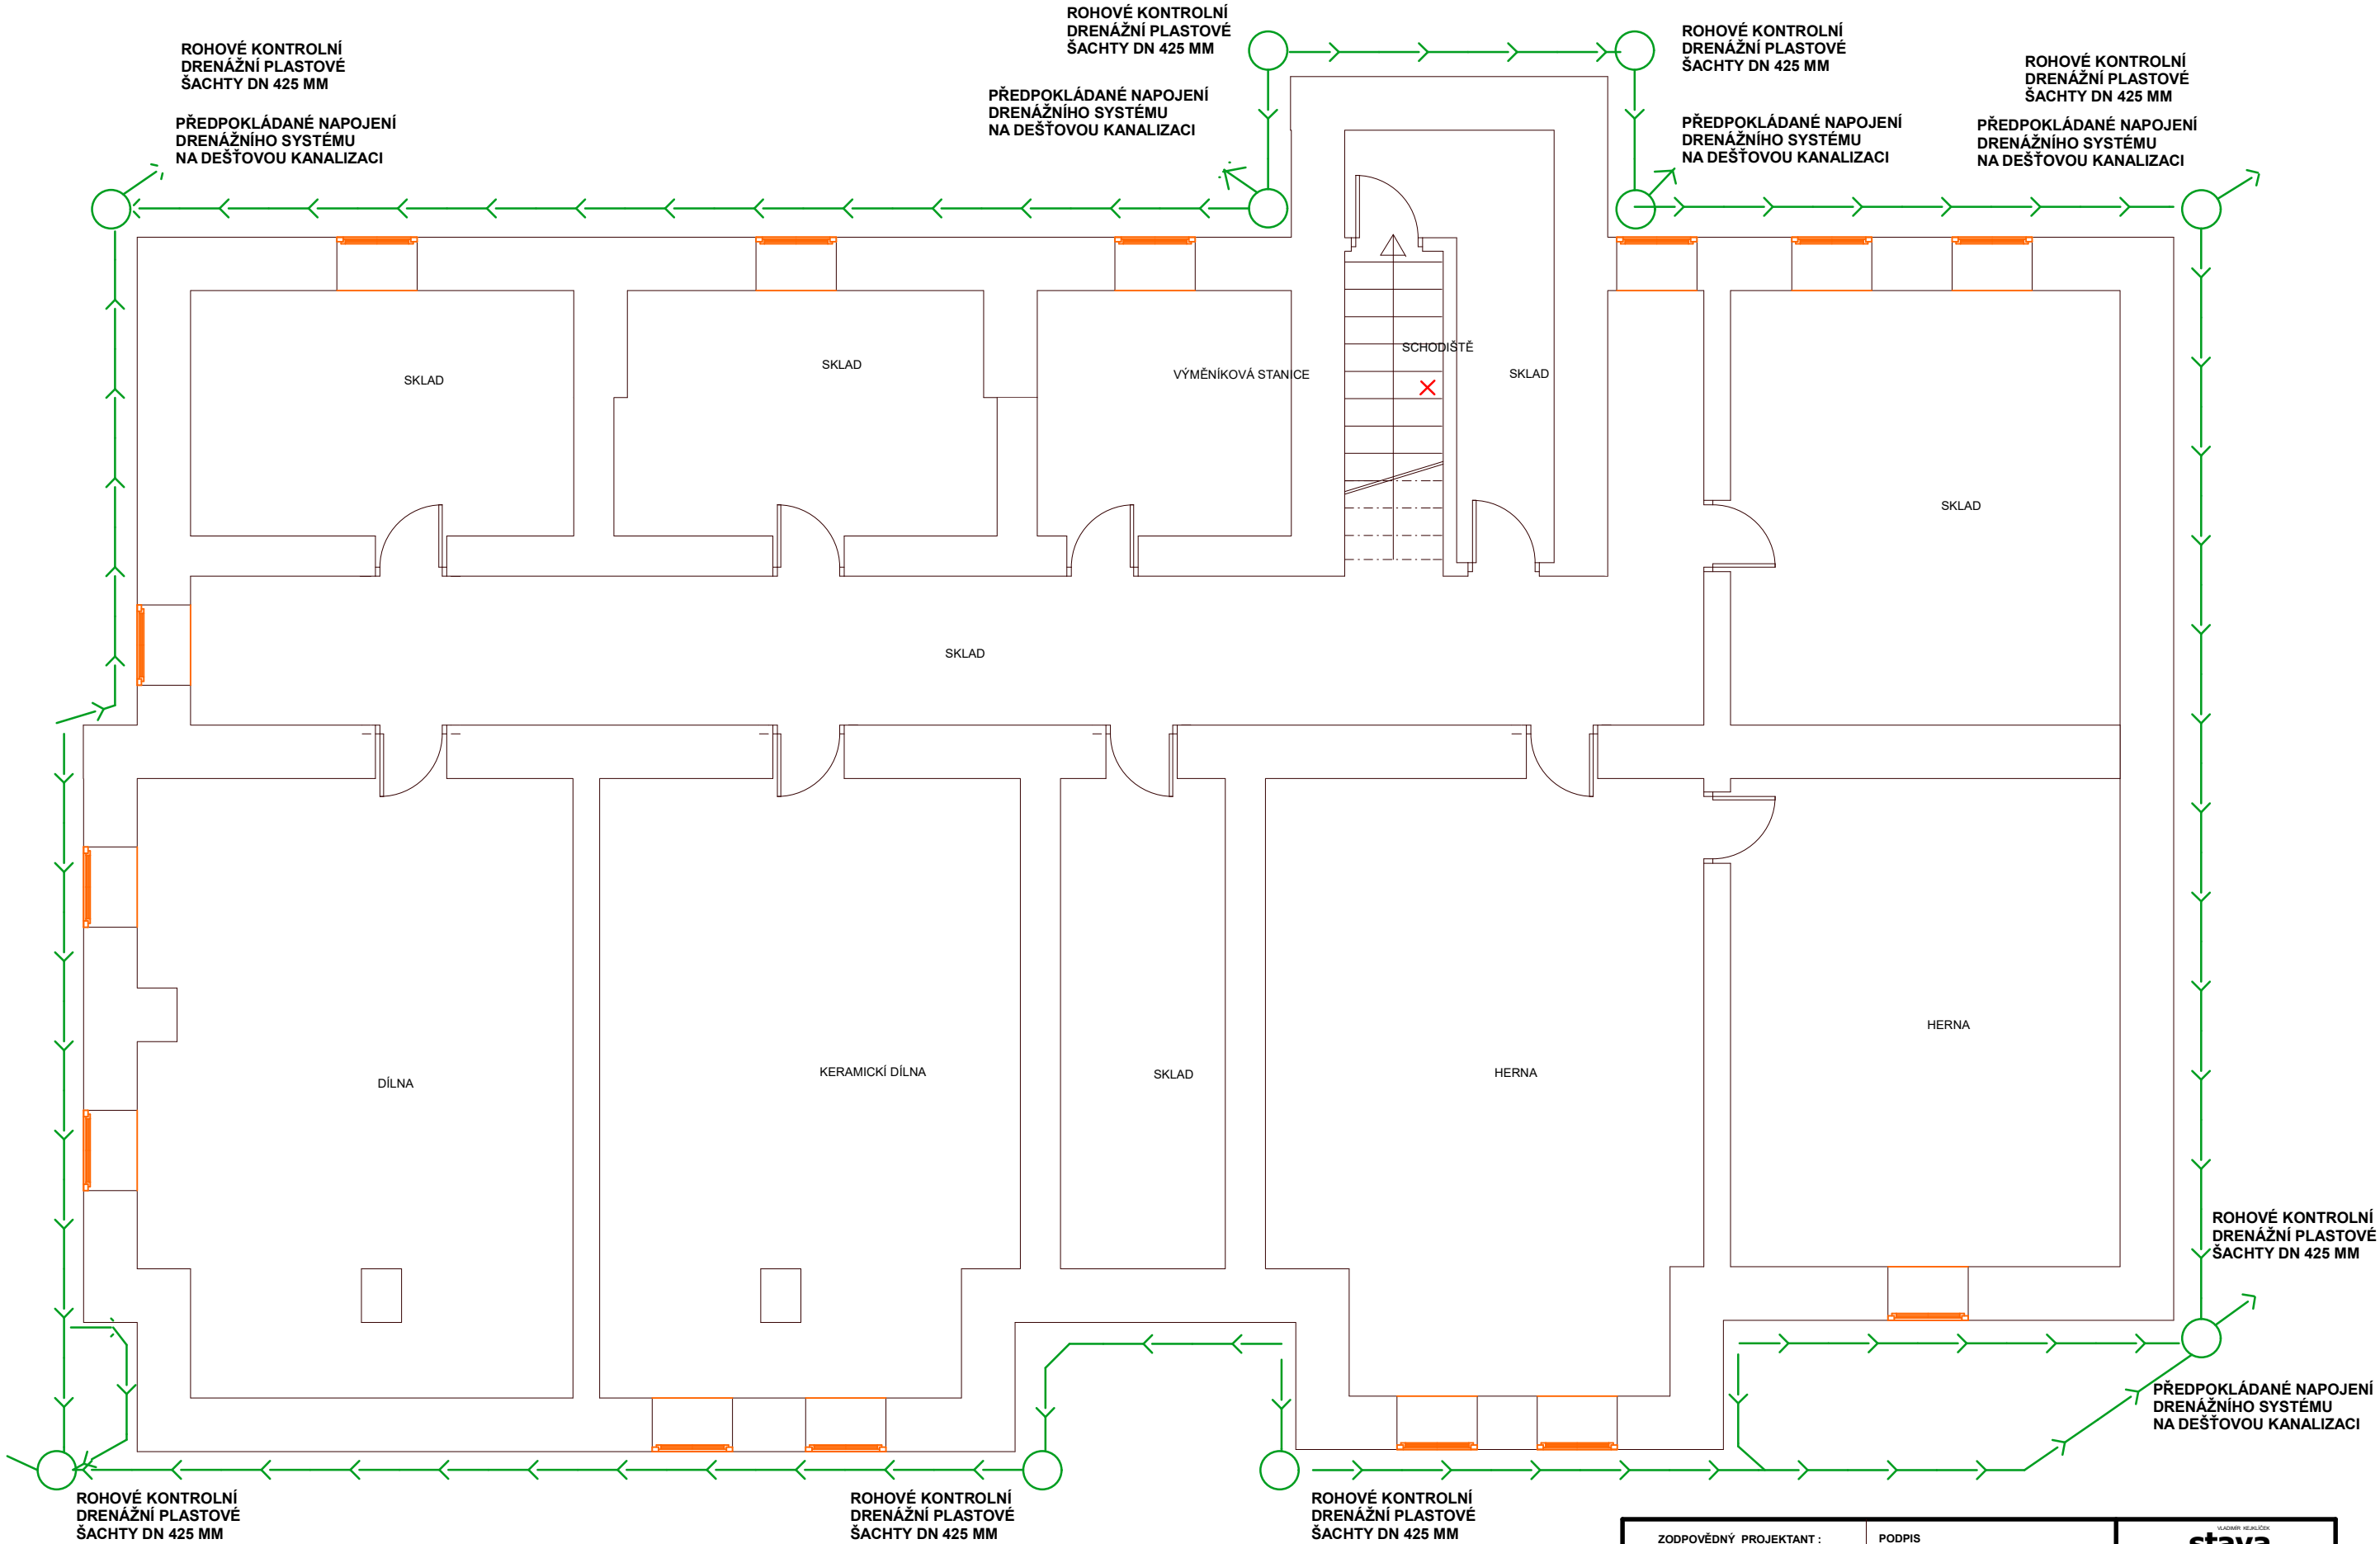 ROHOVÉ KONTROLNÍ
DRENÁŽNÍ PLASTOVÉ
ŠACHTY DN 425 MM
PŘEDPOKLÁDANÉ NAPOJENÍ
DRENÁŽNÍHO SYSTÉMU
NA DEŠŤOVOU KANALIZACI
ROHOVÉ KONTROLNÍ
DRENÁŽNÍ PLASTOVÉ
ŠACHTY DN 425 MM
PŘEDPOKLÁDANÉ NAPOJENÍ
DRENÁŽNÍHO SYSTÉMU
NA DEŠŤOVOU KANALIZACI
ROHOVÉ KONTROLNÍ
DRENÁŽNÍ PLASTOVÉ
ŠACHTY DN 425 MM
PŘEDPOKLÁDANÉ NAPOJENÍ
DRENÁŽNÍHO SYSTÉMU
NA DEŠŤOVOU KANALIZACI
ROHOVÉ KONTROLNÍ
DRENÁŽNÍ PLASTOVÉ
ŠACHTY DN 425 MM
PŘEDPOKLÁDANÉ NAPOJENÍ
DRENÁŽNÍHO SYSTÉMU
NA DEŠŤOVOU KANALIZACI
SKLAD
SKLAD
VÝMĚNÍKOVÁ STANICE
SCHODIŠTĚ
SKLAD
SKLAD
SKLAD
DÍLNA
KERAMICKÍ DÍLNA
SKLAD
HERNA
HERNA
ROHOVÉ KONTROLNÍ
DRENÁŽNÍ PLASTOVÉ
ŠACHTY DN 425 MM
PŘEDPOKLÁDANÉ NAPOJENÍ
DRENÁŽNÍHO SYSTÉMU
NA DEŠŤOVOU KANALIZACI
ROHOVÉ KONTROLNÍ
DRENÁŽNÍ PLASTOVÉ
ŠACHTY DN 425 MM
ROHOVÉ KONTROLNÍ
DRENÁŽNÍ PLASTOVÉ
ŠACHTY DN 425 MM
ROHOVÉ KONTROLNÍ
DRENÁŽNÍ PLASTOVÉ
ŠACHTY DN 425 MM
ZODPOVĚDNÝ PROJEKTANT :
PODPIS
VLADIMÍR KEJKLÍČEK
stava